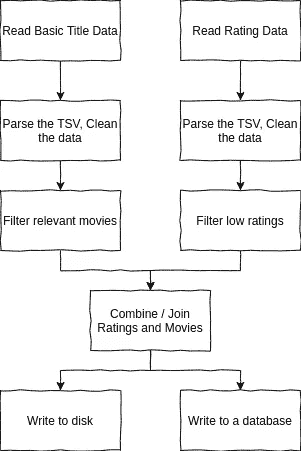 Read Basic Title Data
Read Rating Data
Parse the TSV, Clean
the data
Parse the TSV, Clean
the data
Filter relevant movies
Filter low ratings
Combine / Join
Ratings and Movies
Write to disk
Write to a database